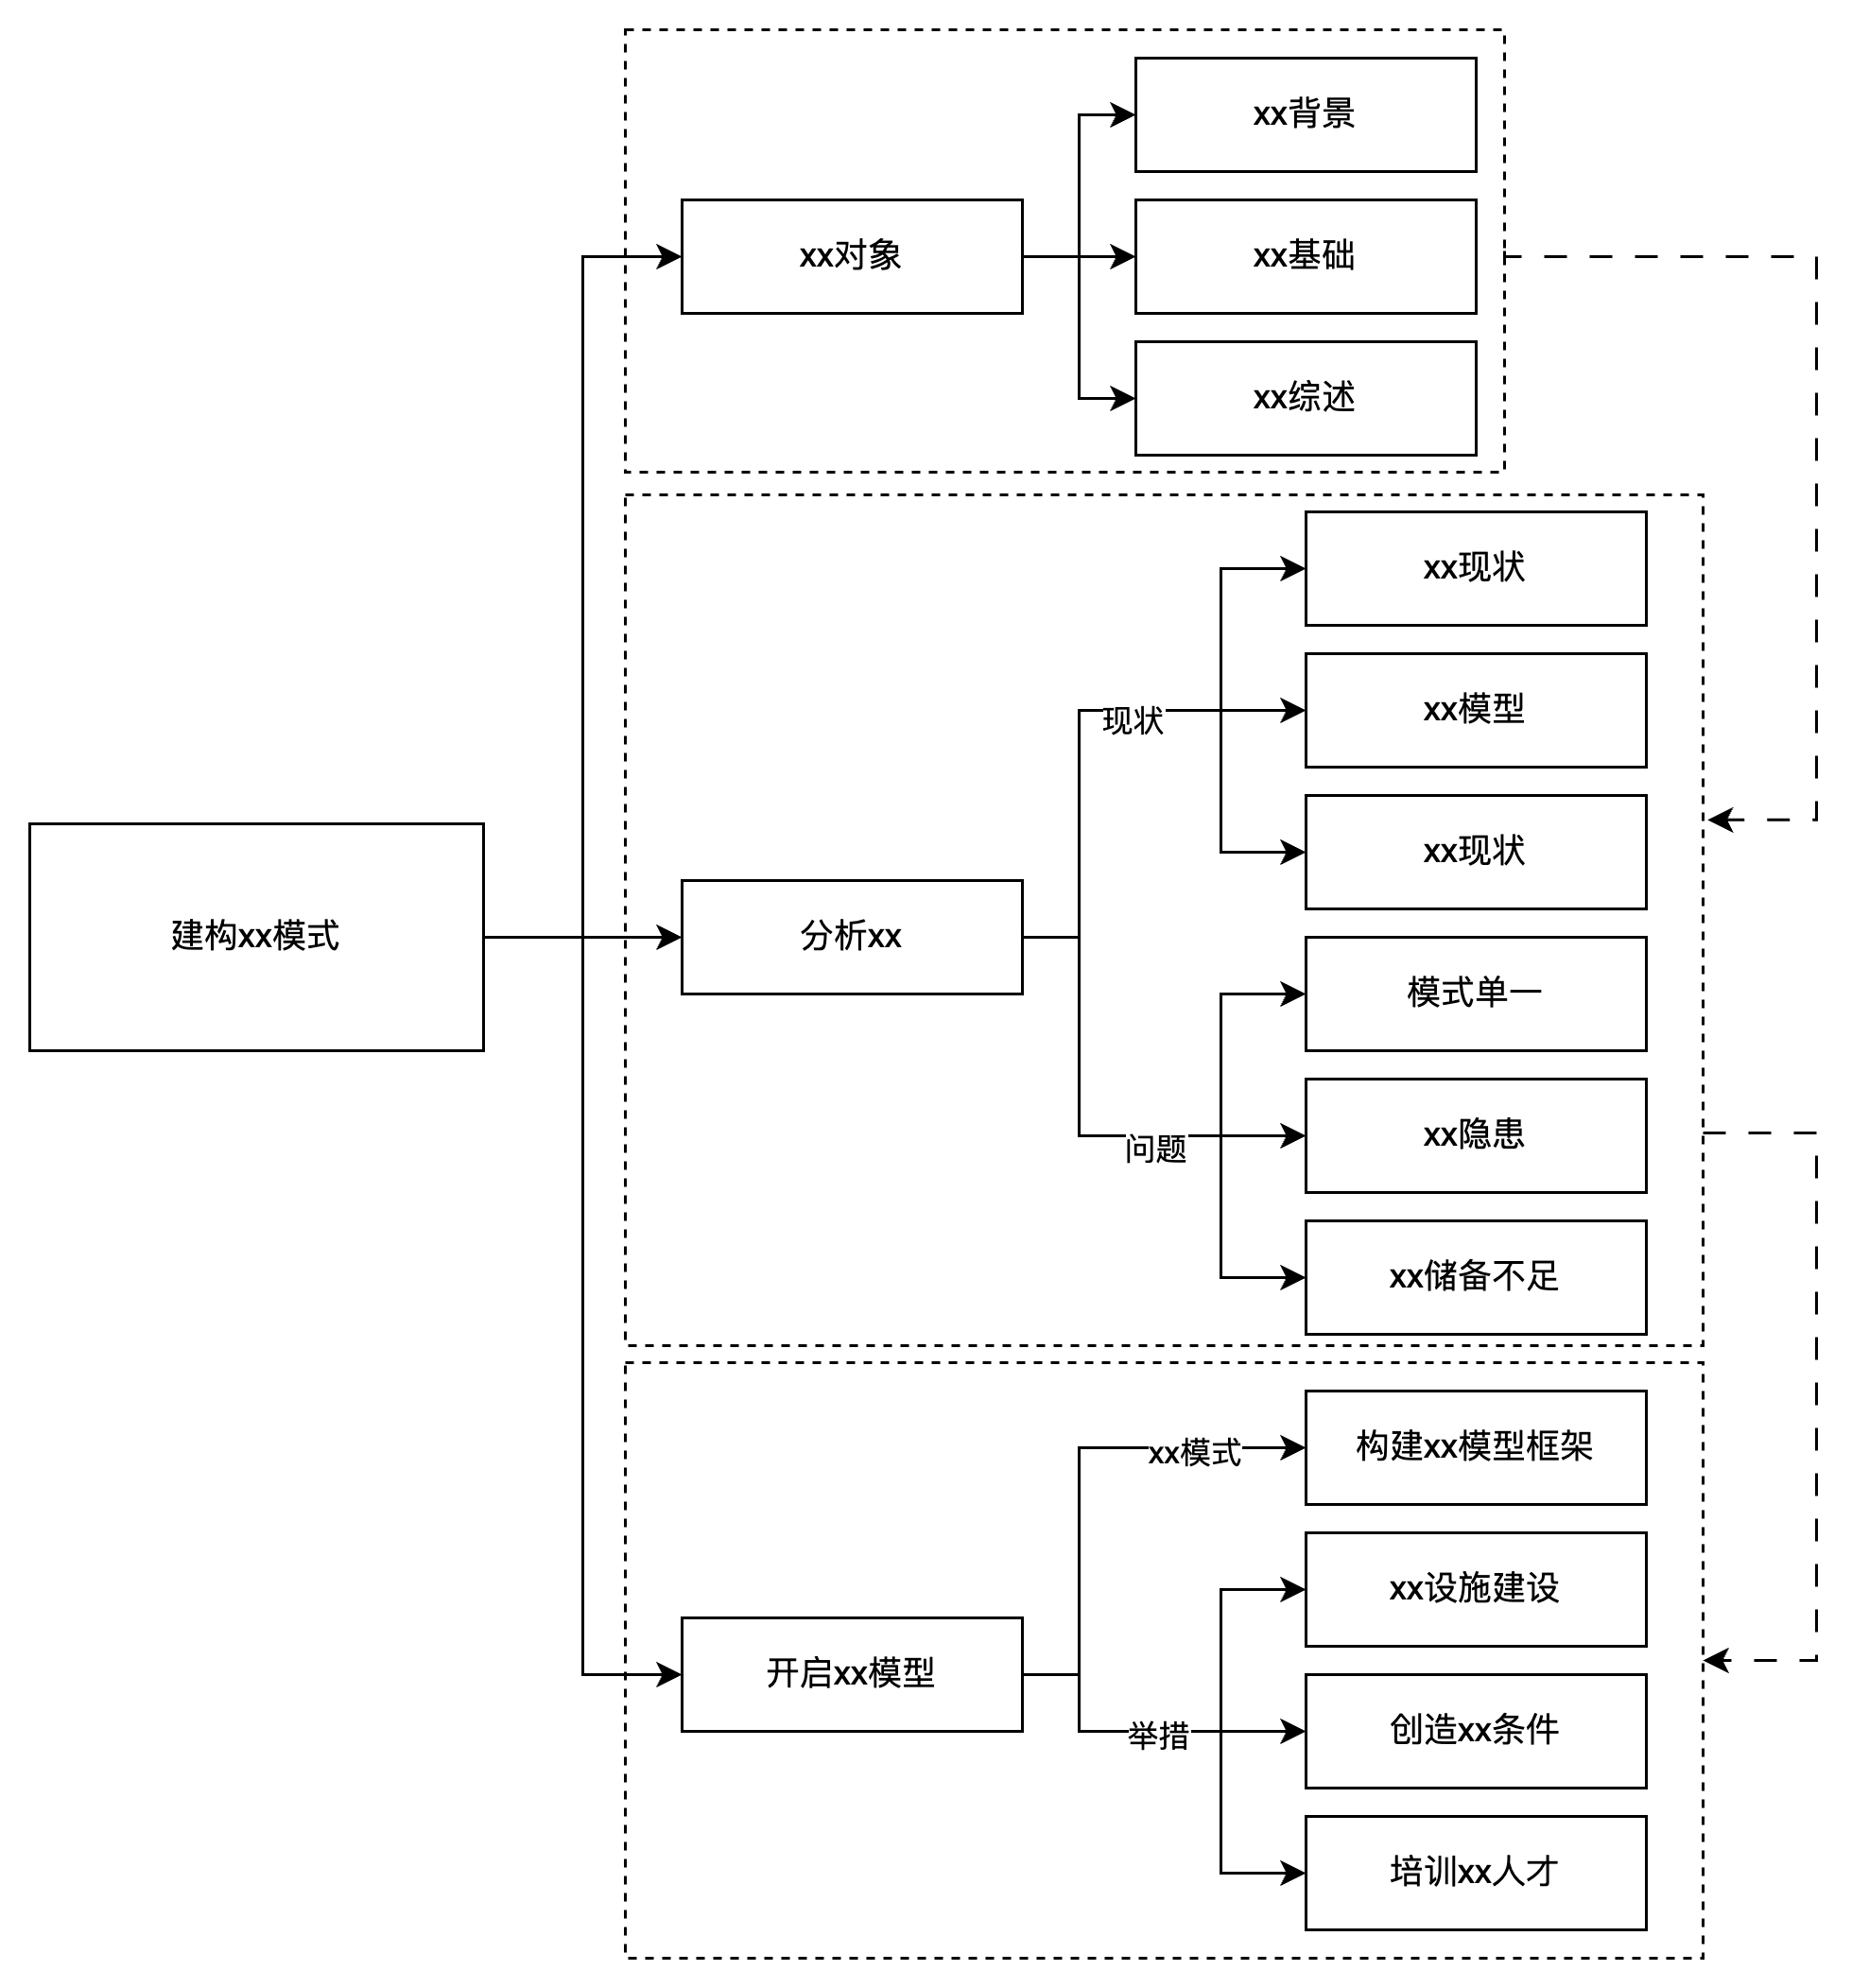 建构xx模式
xx对象
xx背景
xx基础
xx综述
分析xx
现状
xx现状
xx模型
xx现状
问题
模式单一
xx隐患
xx储备不足
开启xx模型
xx模式
构建xx模型框架
举措
xx设施建设
创造xx条件
培训xx人才